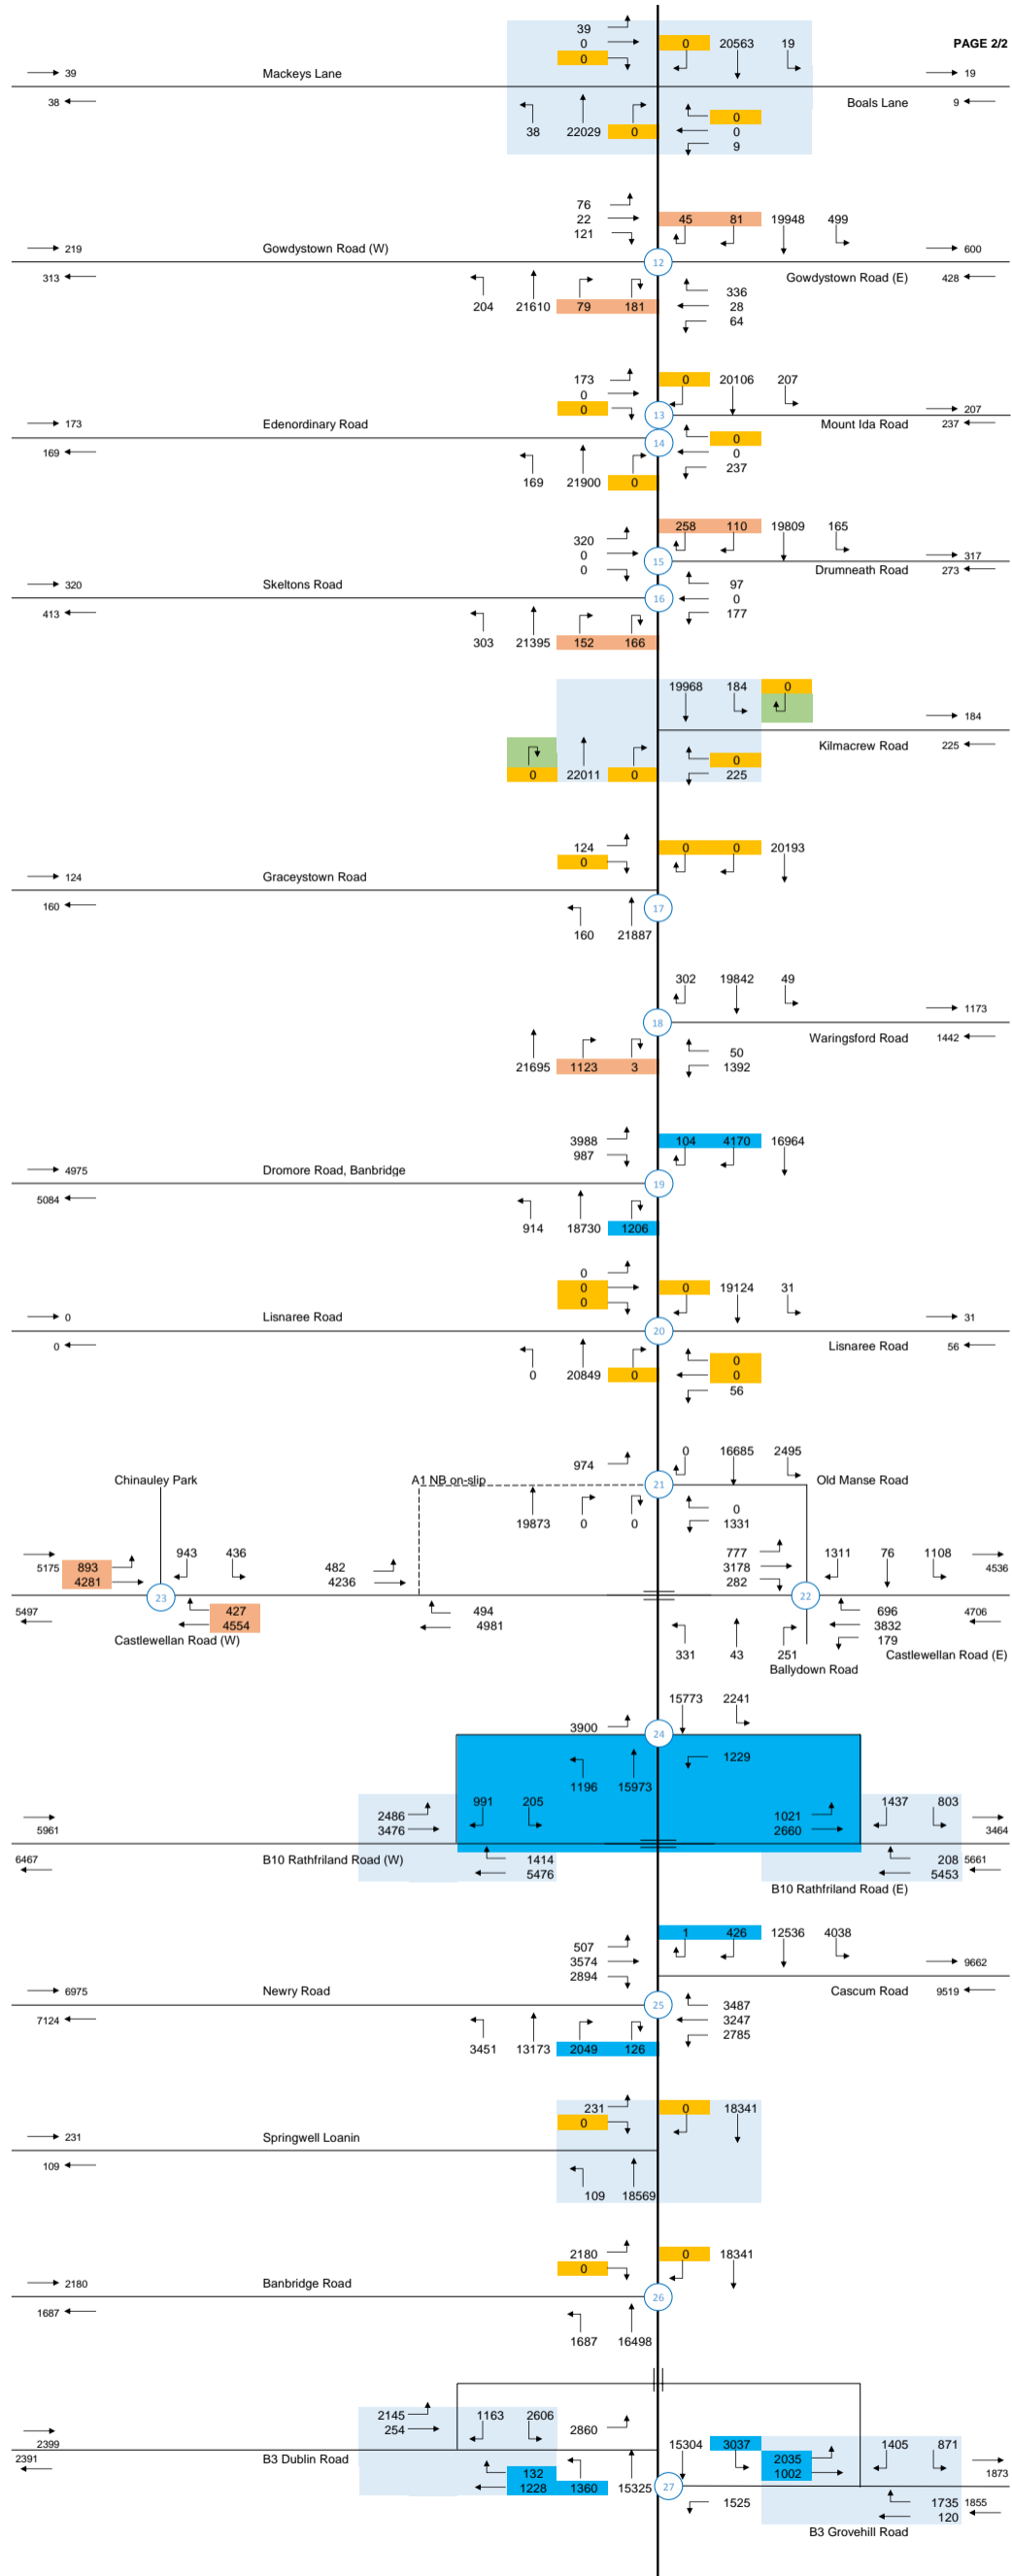 39
0 0 20563 19 PAGE 2/2
0
39 Mackeys Lane 19
38 Boals Lane 9
0
38 22029 0 0
9
76
22 45 81 19948 499
121
219 Gowdystown Road (W) 600
12
313 Gowdystown Road (E) 428
336
204 21610 79 181 28
64
173 0 20106 207
0
0 13 207
173 Edenordinary Road Mount Ida Road 237
14 0
169 0
169 21900 0 237
258 110 19809 165
320
0 15 317
0 Drumneath Road 273
320 Skeltons Road 97
16 0
413 177
303 21395 152 166
19968 184 0
184
Kilmacrew Road 225
0
0 22011 0 225
124 0 0 20193
0
124 Graceystown Road
160 17
160 21887
302 19842 49
1173
18
Waringsford Road 1442
50
21695 1123 3 1392
3988 104 4170 16964
987
4975 Dromore Road, Banbridge
19
5084
914 18730 1206
0
0 0 19124 31
0
0 Lisnaree Road 31
20
0 Lisnaree Road 56
0
0 20849 0 0
56
0 16685 2495
974
Chinauley Park A1 NB on-slip 21 Old Manse Road
0
19873 0 0 1331
943 436 777 1311 76 1108
5175 893 482 3178 4536
4281 4236 282
23 22
5497 427 494 696 4706
4554 4981 3832
Castlewellan Road (W) 179
331 43 251 Castlewellan Road (E)
Ballydown Road
15773 2241
3900 24
1229
1196 15973
991 205 1437 803
2486 1021
5961 3476 2660 3464
6467 B10 Rathfriland Road (W) 1414 208 5661
5476 5453
B10 Rathfriland Road (E)
1 426 12536 4038
507
3574 9662
2894
6975 Newry Road Cascum Road 9519
25 3487
7124 3247
3451 13173 2049 126 2785
231 0 18341
0
231 Springwell Loanin
109
109 18569
2180 0 18341
0
2180 Banbridge Road
26
1687
1687 16498
2145 1163 2606
254 2860
2399 15304 3037 1405 871
2391 B3 Dublin Road 2035
1002 1873
132 27
1228 1360 15325 1525 1735 1855
120
B3 Grovehill Road